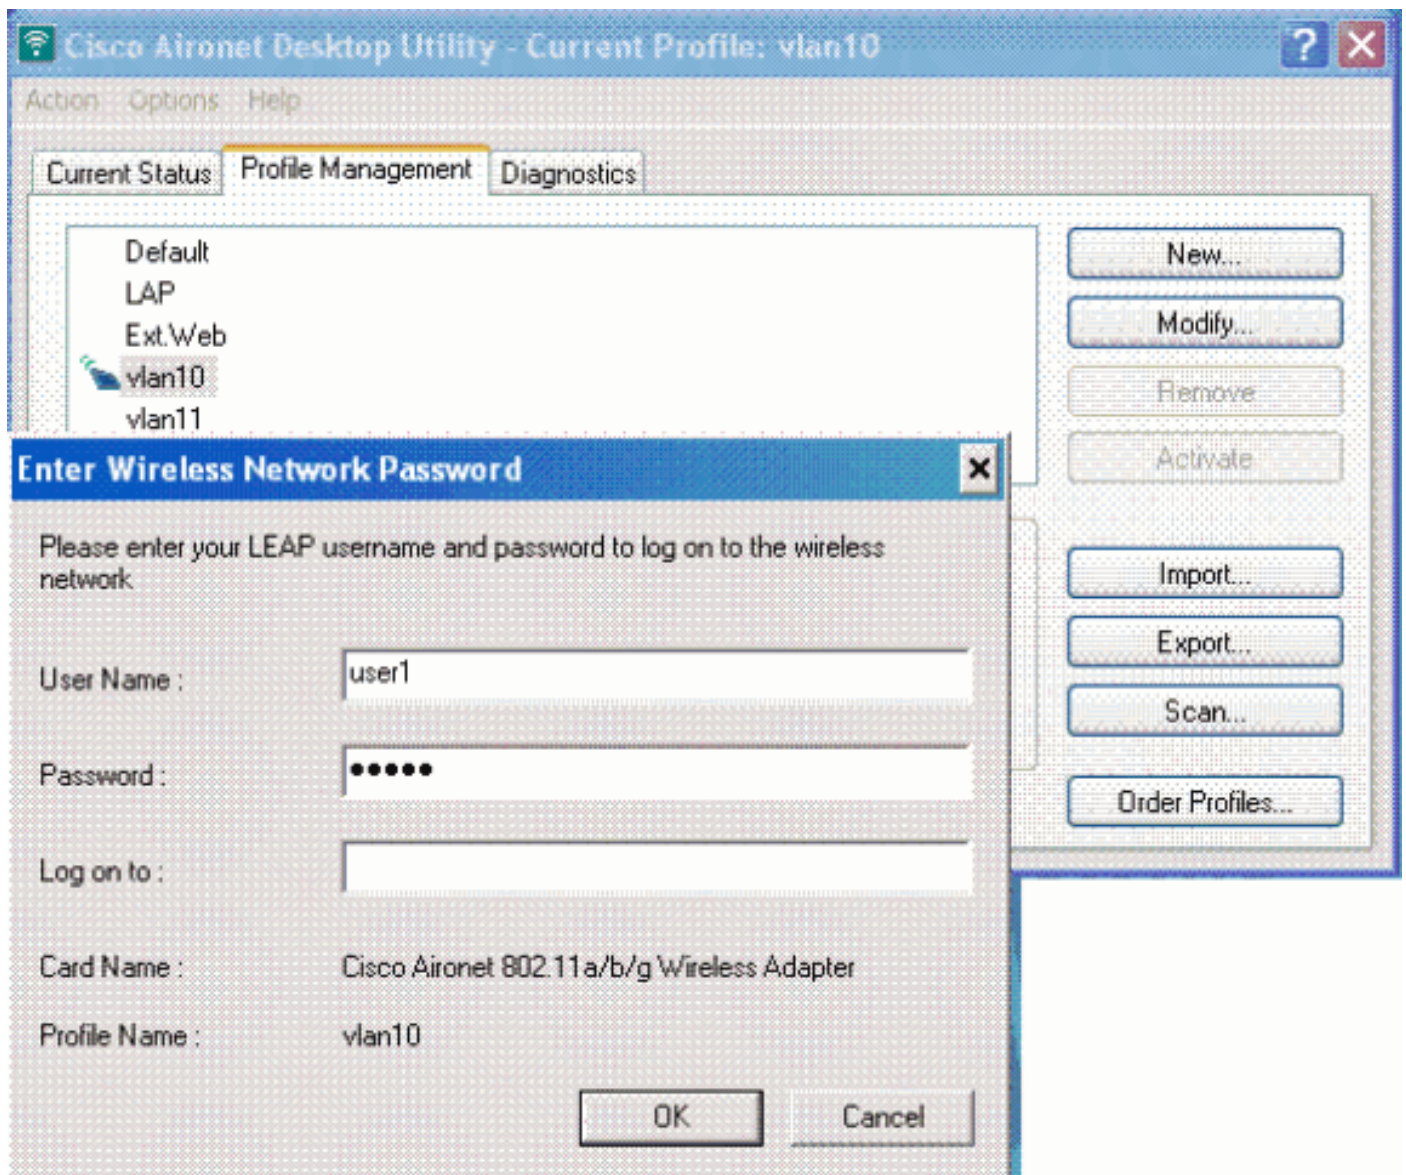 Cisco Aironet Desktop Utility - Current Profile: vlan10
Action Options Help
Current Status Profile Management Diagnostics
Default
LAP
Ext.Web
vlan10
vlan11
New...
Modify...
Remove
Activate
Import...
Export...
Scan...
Order Profiles...
Enter Wireless Network Password
Please enter your LEAP username and password to log on to the wireless
network
User Name : user1
Password : •••••
Log on to :
Card Name : Cisco Aironet 802.11a/b/g Wireless Adapter
Profile Name : vlan10
OK Cancel